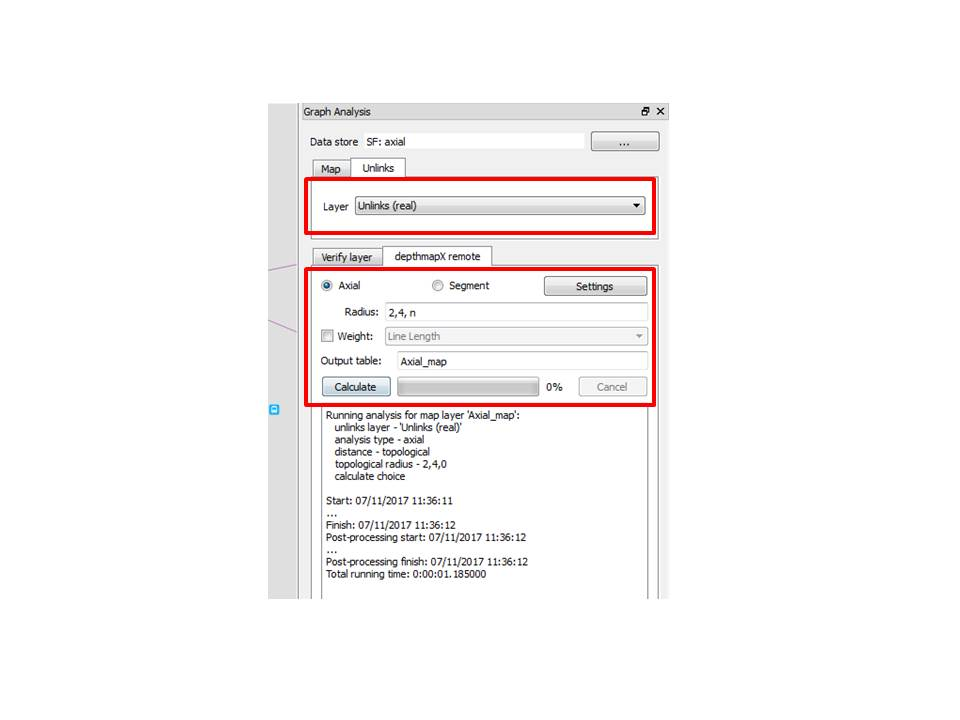 Graph Analysis
Data store SF: axial ...
Map Unlinks
Layer Unlinks (real)
Verify layer depthmapX remote
Axial Segment Settings
Radius: 2,4, n
Weight: Line Length
Output table: Axial_map
Calculate 0% Cancel
Running analysis for map layer 'Axial_map':
unlinks layer - 'Unlinks (real)'
analysis type - axial
distance - topological
topological radius - 2,4,0
calculate choice
Start: 07/11/2017 11:36:11
...
Finish: 07/11/2017 11:36:12
Post-processing start: 07/11/2017 11:36:12
...
Post-processing finish: 07/11/2017 11:36:12
Total running time: 0:00:01.185000